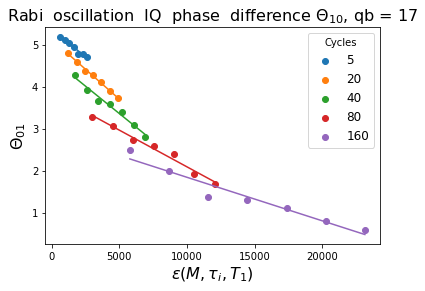 Rabi oscillation IQ phase difference Θ₁₀, qb = 17
Cycles
5
20
40
80
160
Θ₀₁
5
4
3
2
1
0 5000 10000 15000 20000
ε(M, τᵢ, T₁)